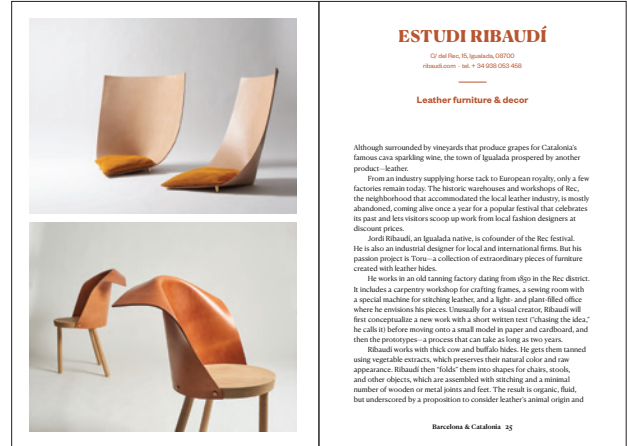 ESTUDI RIBAUDÍ
C/ del Rec, 15, Igualada, 08700
ribaudi.com · tel. + 34 938 053 458
Leather furniture & decor
Although surrounded by vineyards that produce grapes for Catalonia's
famous cava sparkling wine, the town of Igualada prospered by another
product—leather.
From an industry supplying horse tack to European royalty, only a few
factories remain today. The historic warehouses and workshops of Rec,
the neighborhood that accommodated the local leather industry, is mostly
abandoned, coming alive once a year for a popular festival that celebrates
its past and lets visitors scoop up work from local fashion designers at
discount prices.
Jordi Ribaudí, an Igualada native, is cofounder of the Rec festival.
He is also an industrial designer for local and international firms. But his
passion project is Toru—a collection of extraordinary pieces of furniture
created with leather hides.
He works in an old tanning factory dating from 1850 in the Rec district.
It includes a carpentry workshop for crafting frames, a sewing room with
a special machine for stitching leather, and a light- and plant-filled office
where he envisions his pieces. Unusually for a visual creator, Ribaudí will
first conceptualize a new work with a short written text ("chasing the idea,"
he calls it) before moving onto a small model in paper and cardboard, and
then the prototypes—a process that can take as long as two years.
Ribaudí works with thick cow and buffalo hides. He gets them tanned
using vegetable extracts, which preserves their natural color and raw
appearance. Ribaudí then "folds" them into shapes for chairs, stools,
and other objects, which are assembled with stitching and a minimal
number of wooden or metal joints and feet. The result is organic, fluid,
but underscored by a proposition to consider leather's animal origin and
Barcelona & Catalonia 25